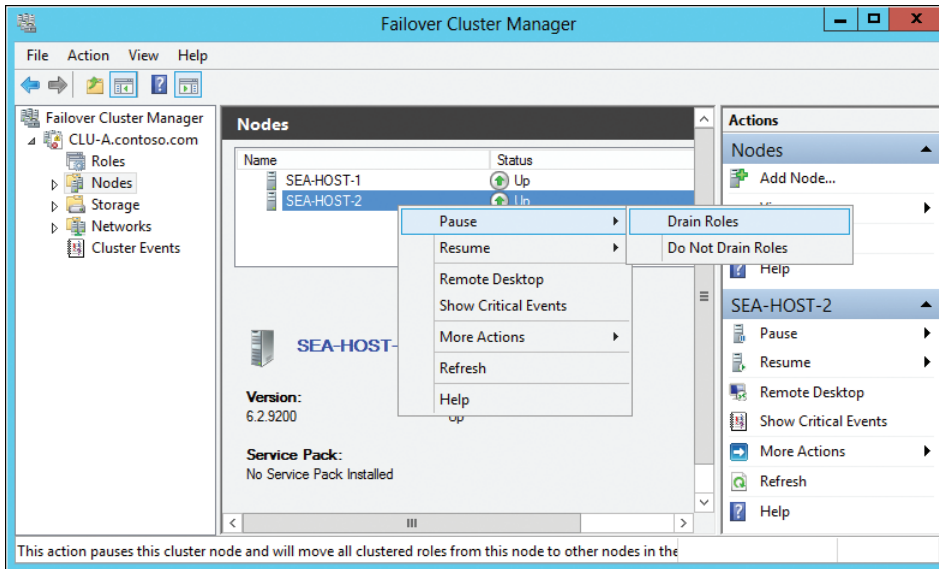 Failover Cluster Manager
File Action View Help
Failover Cluster Manager
CLU-A.contoso.com
Roles
Nodes
Storage
Networks
Cluster Events
Nodes
Name Status
SEA-HOST-1 Up
SEA-HOST-2 Up
Pause
Resume
Remote Desktop
Show Critical Events
More Actions
Refresh
Help
Drain Roles
Do Not Drain Roles
SEA-HOST-
Version:
6.2.9200 Up
Service Pack:
No Service Pack Installed
Actions
Nodes
Add Node...
Help
SEA-HOST-2
Pause
Resume
Remote Desktop
Show Critical Events
More Actions
Refresh
Help
This action pauses this cluster node and will move all clustered roles from this node to other nodes in the